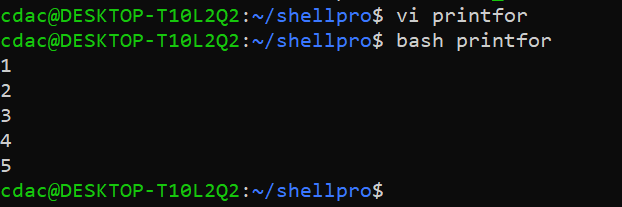 cdac@DESKTOP-T10L2Q2:~/shellpro$ vi printfor
cdac@DESKTOP-T10L2Q2:~/shellpro$ bash printfor
1
2
3
4
5
cdac@DESKTOP-T10L2Q2:~/shellpro$